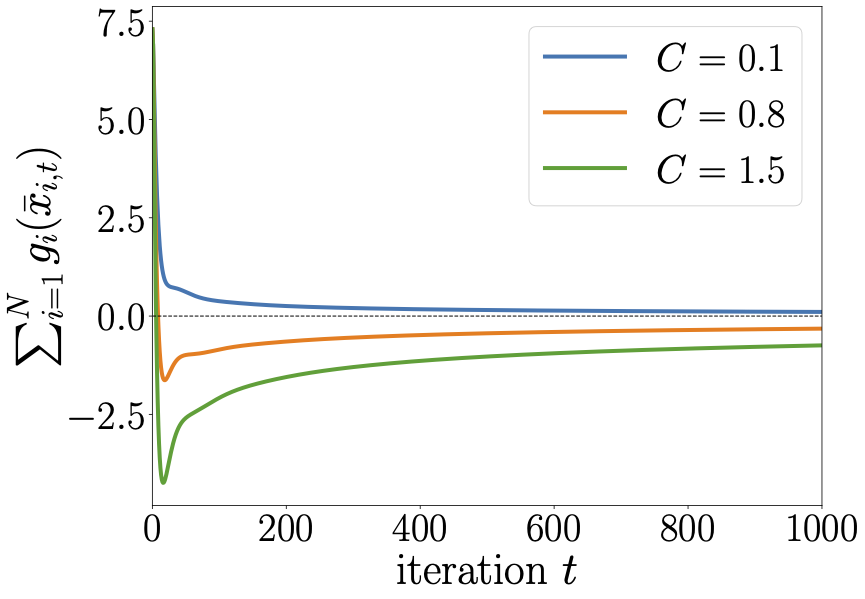 7.5
5.0
2.5
0.0
−2.5
∑_{i=1}^{N} g_i(x̄_{i,t})
C = 0.1
C = 0.8
C = 1.5
0 200 400 600 800 1000
iteration t